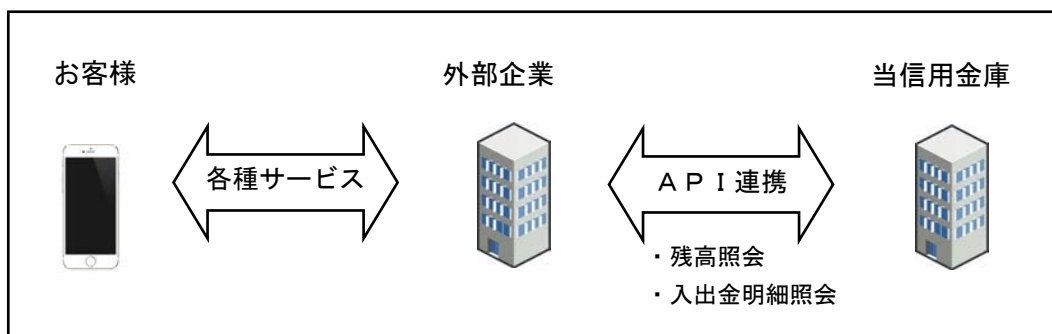 お客様
外部企業
当信用金庫
各種サービス
ＡＰＩ連携
・残高照会
・入出金明細照会